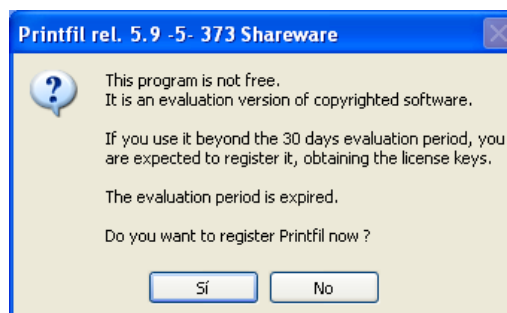 Printfil rel. 5.9 -5- 373 Shareware
This program is not free.
It is an evaluation version of copyrighted software.
If you use it beyond the 30 days evaluation period, you
are expected to register it, obtaining the license keys.
The evaluation period is expired.
Do you want to register Printfil now ?
Sí
No